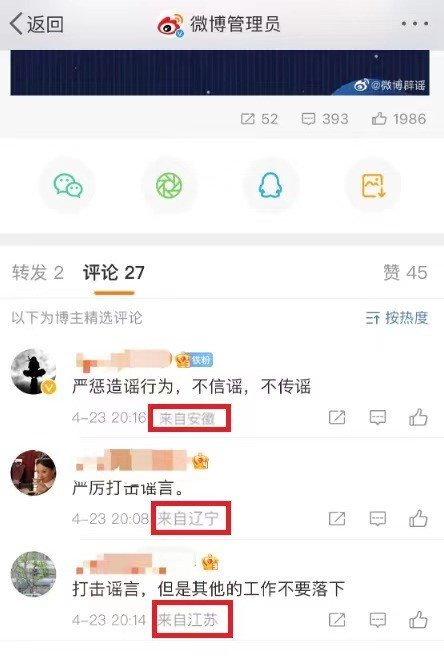 返回
微博管理员
@微博辟谣
52
393
1986
转发 2
评论 27
赞 45
以下为博主精选评论
按热度
铁粉
严惩造谣行为，不信谣，不传谣
4-23 20:16 来自安徽
严厉打击谣言。
4-23 20:08 来自辽宁
打击谣言，但是其他的工作不要落下
4-23 20:14 来自江苏